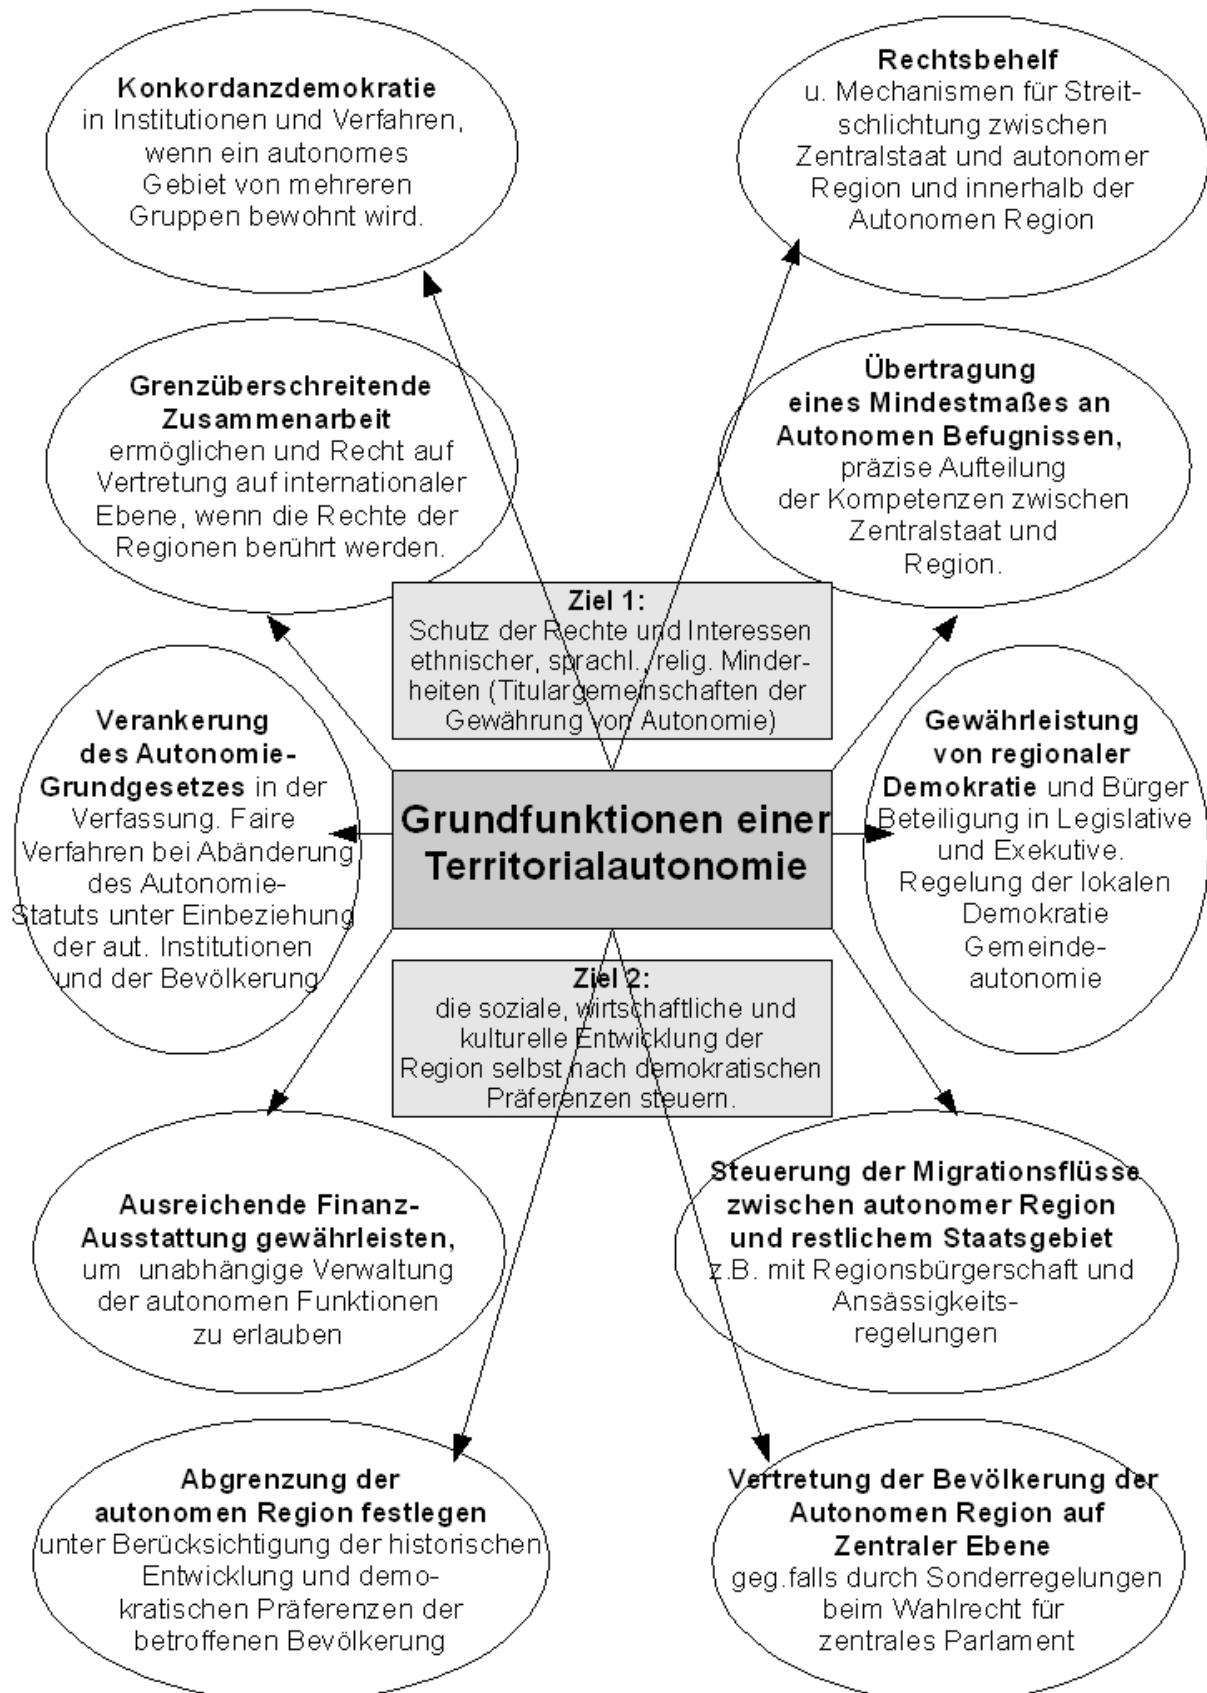 Konkordanzdemokratie
in Institutionen und Verfahren,
wenn ein autonomes
Gebiet von mehreren
Gruppen bewohnt wird.
Rechtsbehelf
u. Mechanismen für Streit-
schlichtung zwischen
Zentralstaat und autonomer
Region und innerhalb der
Autonomen Region
Grenzüberschreitende
Zusammenarbeit
ermöglichen und Recht auf
Vertretung auf internationaler
Ebene, wenn die Rechte der
Regionen berührt werden.
Übertragung
eines Mindestmaßes an
Autonomen Befugnissen,
präzise Aufteilung
der Kompetenzen zwischen
Zentralstaat und
Region.
Ziel 1:
Schutz der Rechte und Interessen
ethnischer, sprachl., relig. Minder-
heiten (Titulargemeinschaften der
Gewährung von Autonomie)
Verankerung
des Autonomie-
Grundgesetzes in der
Verfassung. Faire
Verfahren bei Abänderung
des Autonomie-
Statuts unter Einbeziehung
der aut. Institutionen
und der Bevölkerung
Grundfunktionen einer
Territorialautonomie
Gewährleistung
von regionaler
Demokratie und Bürger
Beteiligung in Legislative
und Exekutive.
Regelung der lokalen
Demokratie
Gemeinde-
autonomie
Ziel 2:
die soziale, wirtschaftliche und
kulturelle Entwicklung der
Region selbst nach demokratischen
Präferenzen steuern.
Ausreichende Finanz-
Ausstattung gewährleisten,
um unabhängige Verwaltung
der autonomen Funktionen
zu erlauben
Steuerung der Migrationsflüsse
zwischen autonomer Region
und restlichem Staatsgebiet
z.B. mit Regionsbürgerschaft und
Ansässigkeits-
regelungen
Abgrenzung der
autonomen Region festlegen
unter Berücksichtigung der historischen
Entwicklung und demo-
kratischen Präferenzen der
betroffenen Bevölkerung
Vertretung der Bevölkerung der
Autonomen Region auf
Zentraler Ebene
geg.falls durch Sonderregelungen
beim Wahlrecht für
zentrales Parlament